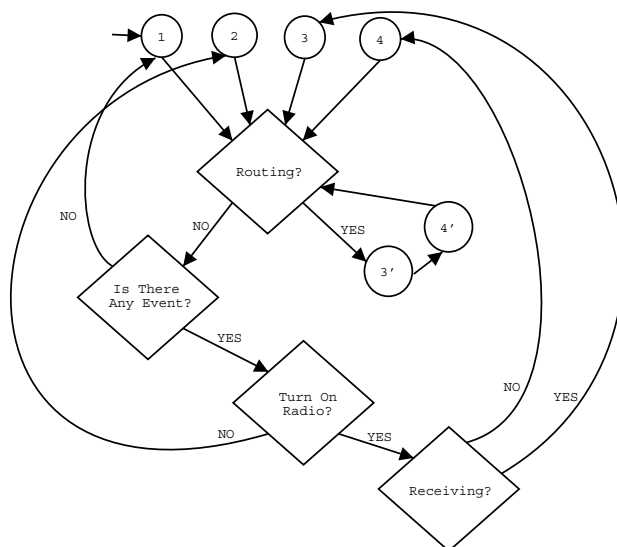 1
2
3
4
Routing?
NO
YES
4’
NO
3’
Is There
Any Event?
YES
Turn On
Radio?
NO
YES
NO
YES
Receiving?